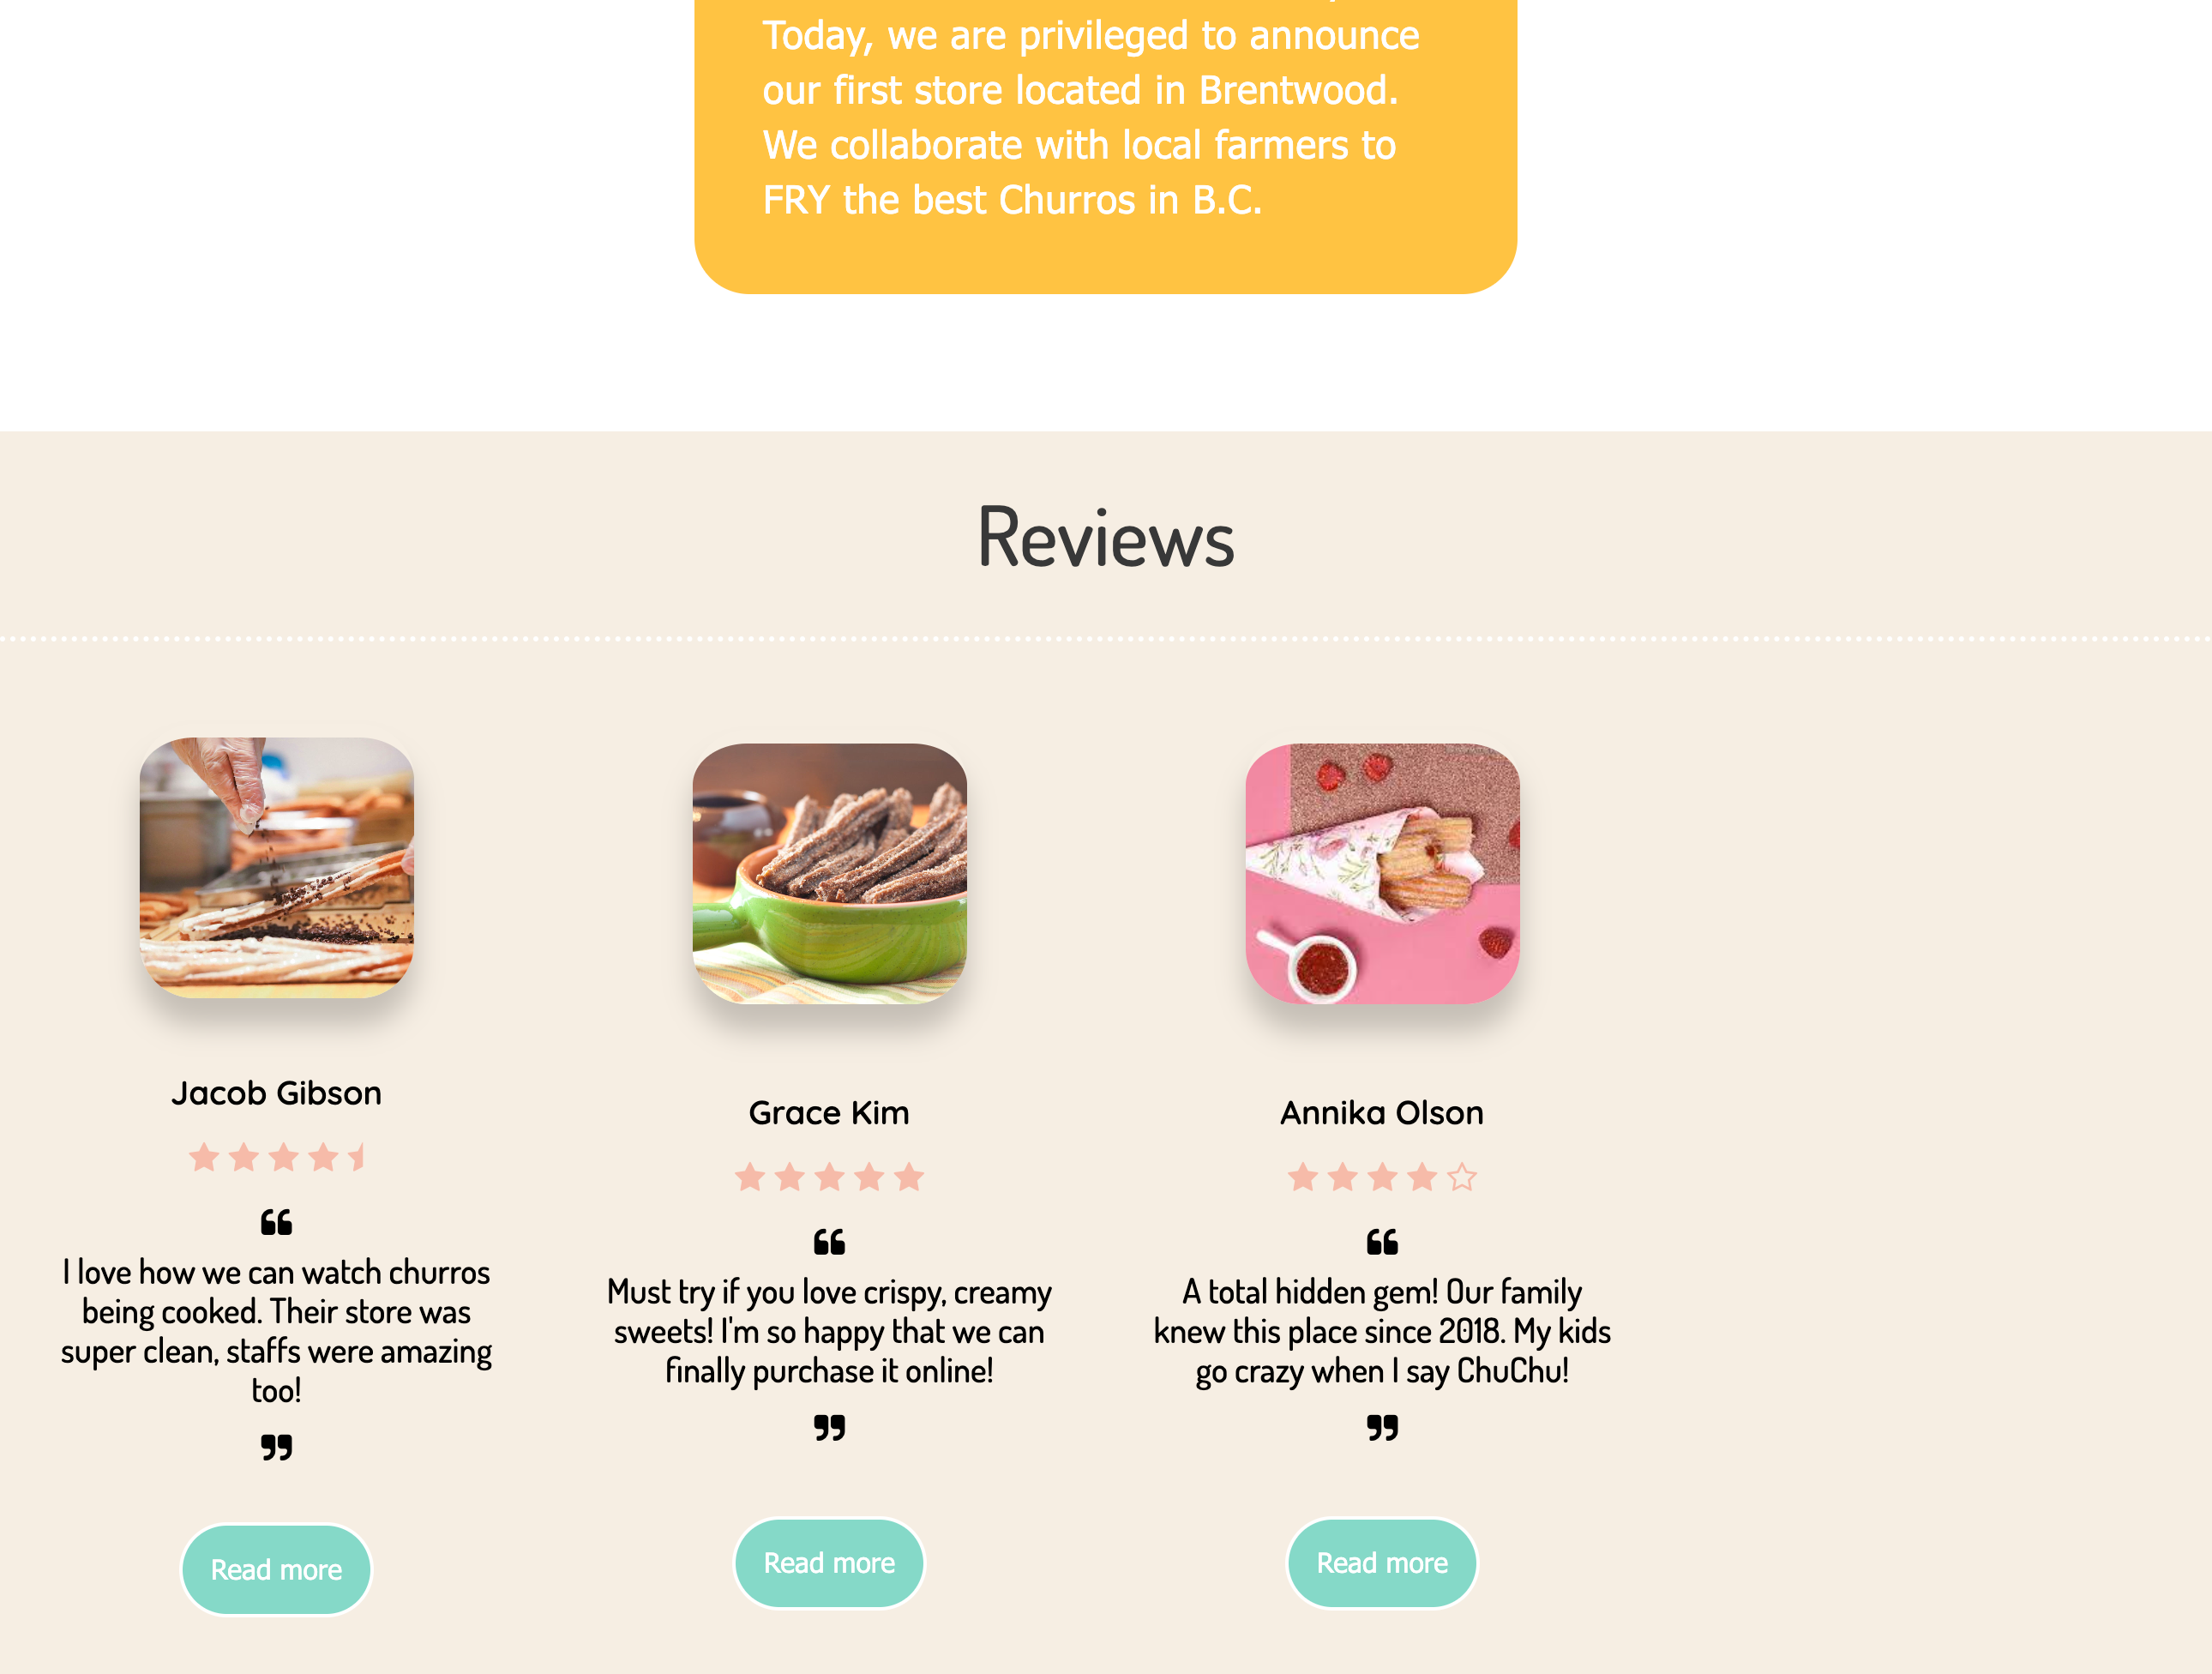 Today, we are privileged to announce
our first store located in Brentwood.
We collaborate with local farmers to
FRY the best Churros in B.C.
Reviews
Jacob Gibson
“
I love how we can watch churros
being cooked. Their store was
super clean, staffs were amazing
too!
”
Read more
Grace Kim
“
Must try if you love crispy, creamy
sweets! I'm so happy that we can
finally purchase it online!
”
Read more
Annika Olson
“
A total hidden gem! Our family
knew this place since 2018. My kids
go crazy when I say ChuChu!
”
Read more